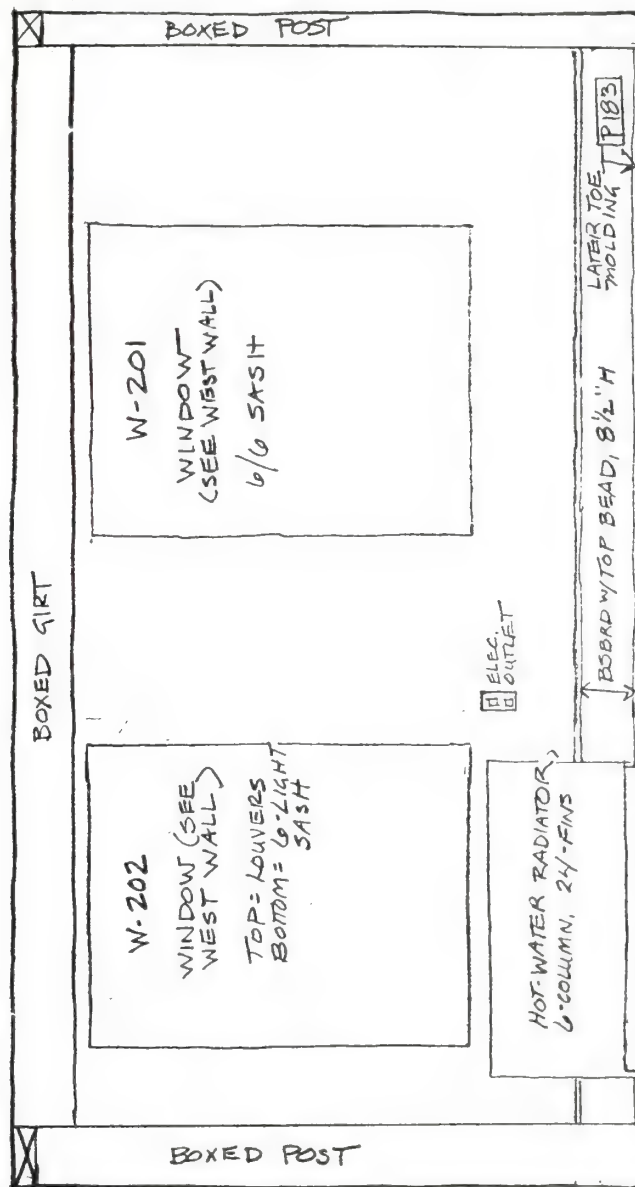 BOXED POST
BOXED GIRT
BOXED POST
W-202
WINDOW (SEE
WEST WALL)
TOP = LOUVERS
BOTTOM = 6-LIGHT
SASH
W-201
WINDOW
(SEE WEST WALL)
6/6 SASH
ELEC.
OUTLET
HOT-WATER RADIATOR,
6-COLUMN, 24-FINS
BSBRD W/TOP BEAD, 8 1/2" H
LATER TOE
MOLDING
P183